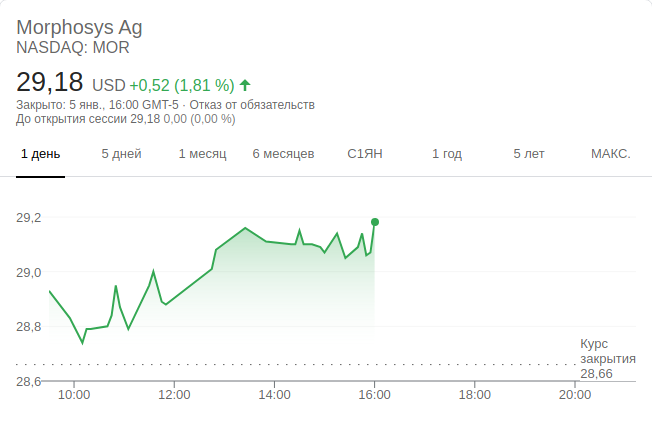 Morphosys Ag
NASDAQ: MOR
29,18 USD +0,52 (1,81 %)
Закрыто: 5 янв., 16:00 GMT-5 · Отказ от обязательств
До открытия сессии 29,18 0,00 (0,00 %)
1 день 5 дней 1 месяц 6 месяцев С1ЯН 1 год 5 лет МАКС.
29,2
29,0
28,8
Курс
закрытия
28,66
28,6
10:00 12:00 14:00 16:00 18:00 20:00